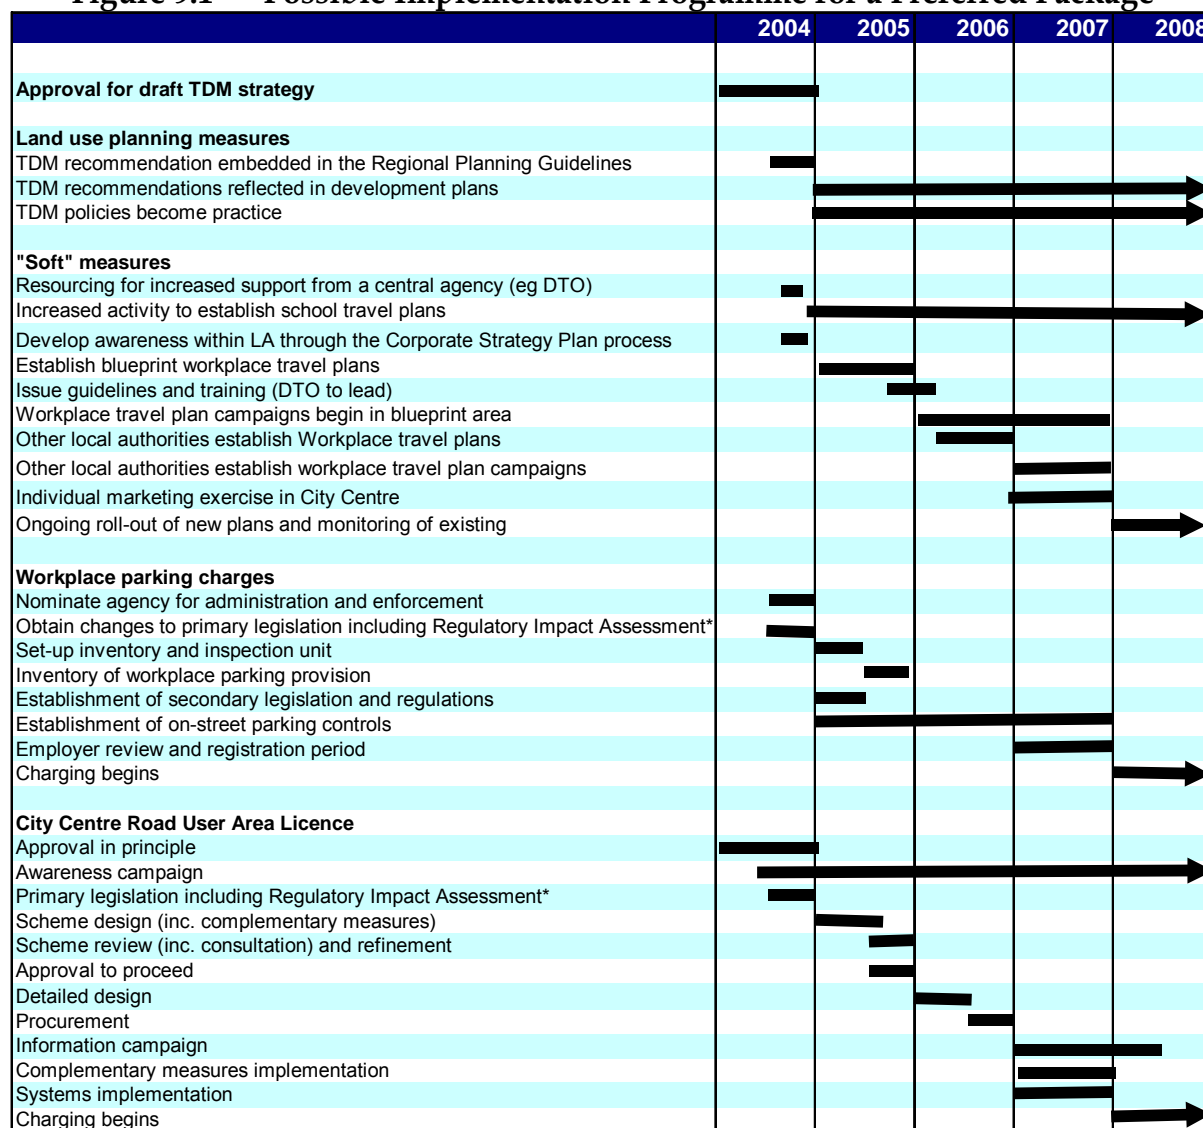 Figure 9.1 Possible Implementation Programme for a Preferred Package
2004 2005 2006 2007 2008
Approval for draft TDM strategy
Land use planning measures
TDM recommendation embedded in the Regional Planning Guidelines
TDM recommendations reflected in development plans
TDM policies become practice
"Soft" measures
Resourcing for increased support from a central agency (eg DTO)
Increased activity to establish school travel plans
Develop awareness within LA through the Corporate Strategy Plan process
Establish blueprint workplace travel plans
Issue guidelines and training (DTO to lead)
Workplace travel plan campaigns begin in blueprint area
Other local authorities establish Workplace travel plans
Other local authorities establish workplace travel plan campaigns
Individual marketing exercise in City Centre
Ongoing roll-out of new plans and monitoring of existing
Workplace parking charges
Nominate agency for administration and enforcement
Obtain changes to primary legislation including Regulatory Impact Assessment*
Set-up inventory and inspection unit
Inventory of workplace parking provision
Establishment of secondary legislation and regulations
Establishment of on-street parking controls
Employer review and registration period
Charging begins
City Centre Road User Area Licence
Approval in principle
Awareness campaign
Primary legislation including Regulatory Impact Assessment*
Scheme design (inc. complementary measures)
Scheme review (inc. consultation) and refinement
Approval to proceed
Detailed design
Procurement
Information campaign
Complementary measures implementation
Systems implementation
Charging begins